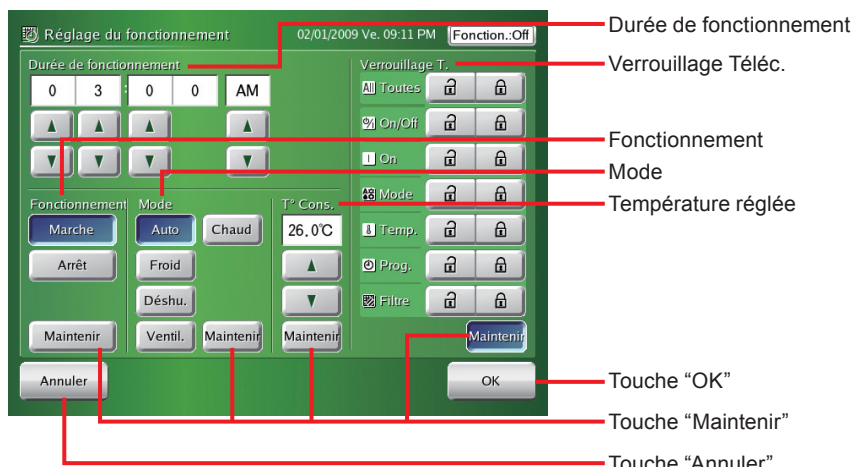 Réglage du fonctionnement 02/01/2009 Ve. 09:11 PM Fonction.:Off
Durée de fonctionnement
0 3 : 0 0 AM
Fonctionnement
Marche
Arrêt
Maintenir
Mode
Auto Chaud
Froid
Déshu.
Ventil. Maintenir
T° Cons.
26.0℃
Maintenir
Verrouillage T.
All Toutes
On/Off
On
Mode
Temp.
Prog.
Filtre
Maintenir
Annuler
OK
Durée de fonctionnement
Verrouillage Téléc.
Fonctionnement
Mode
Température réglée
Touche “OK”
Touche “Maintenir”
Touche “Annuler”